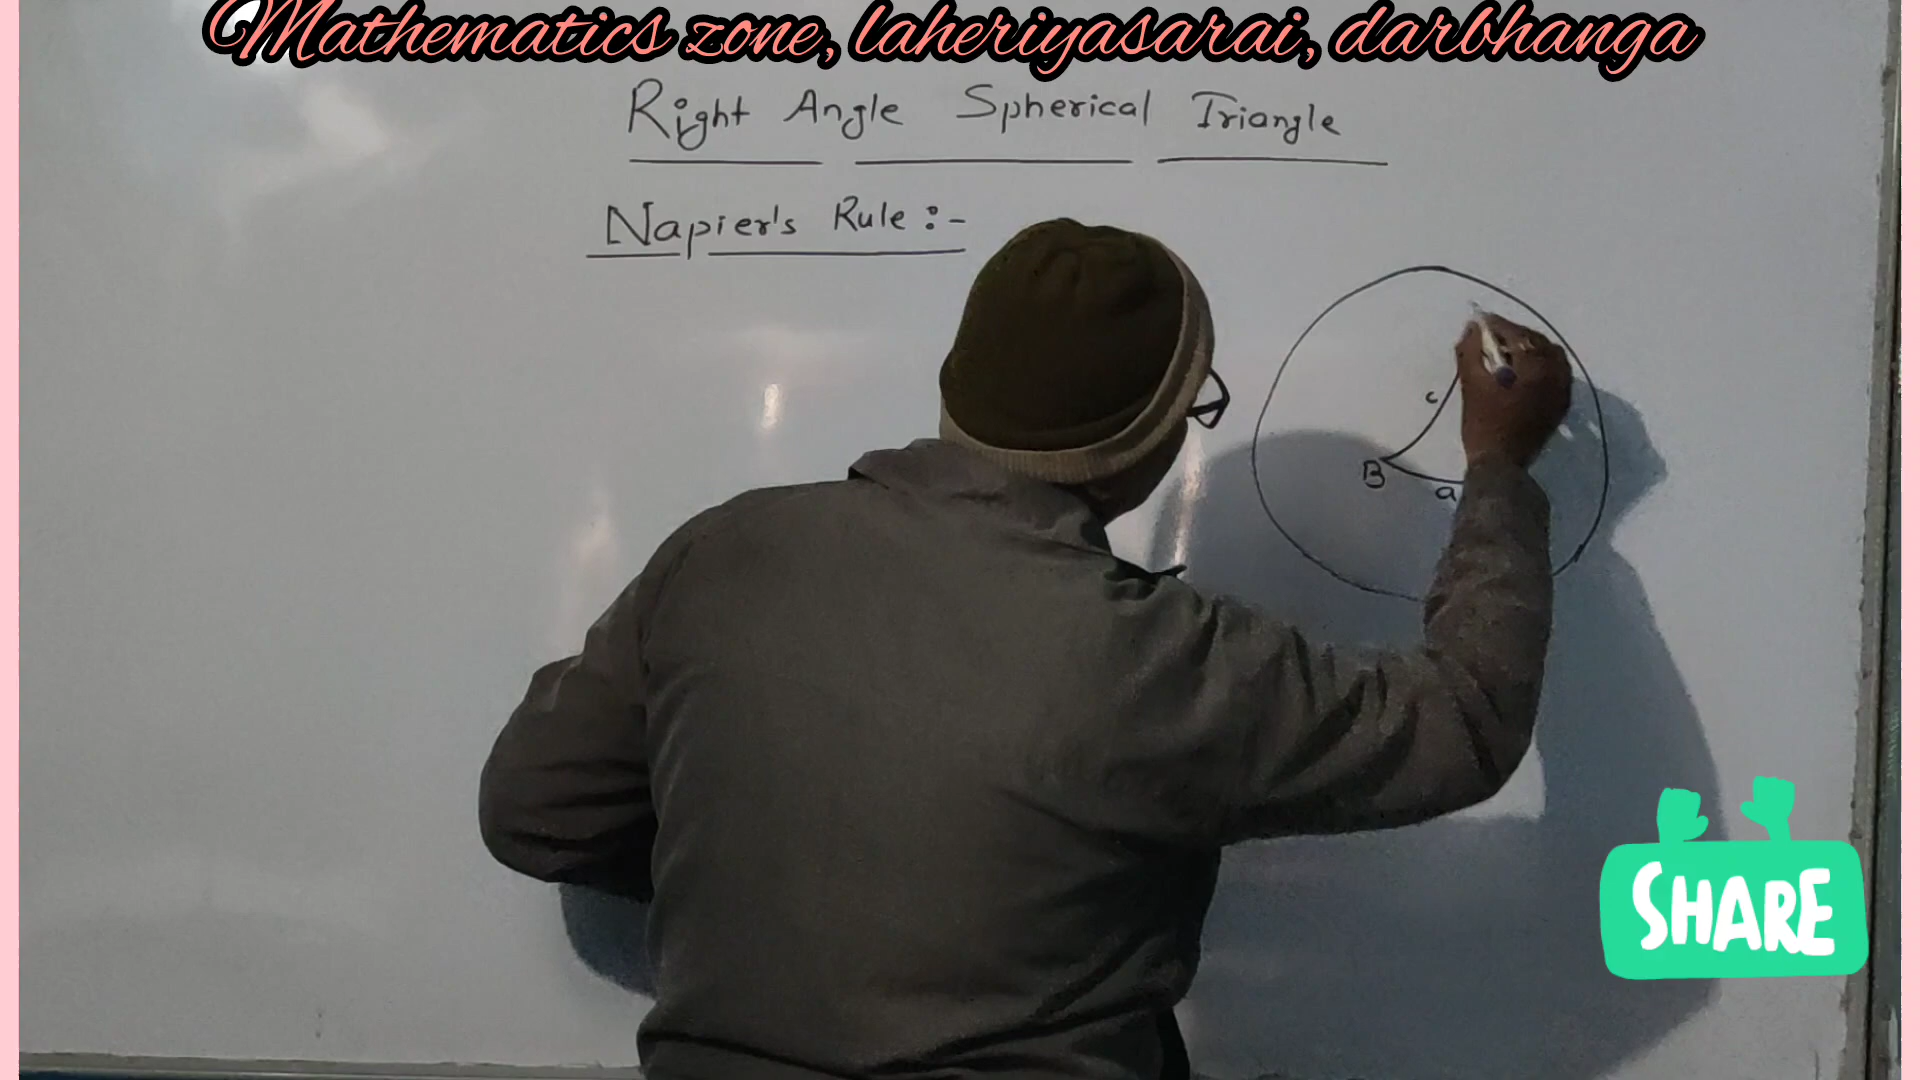 Mathematics zone, laheriyasarai, darbhanga
Right Angle Spherical Triangle
Napier's Rule :-
c
B
a
SHARE